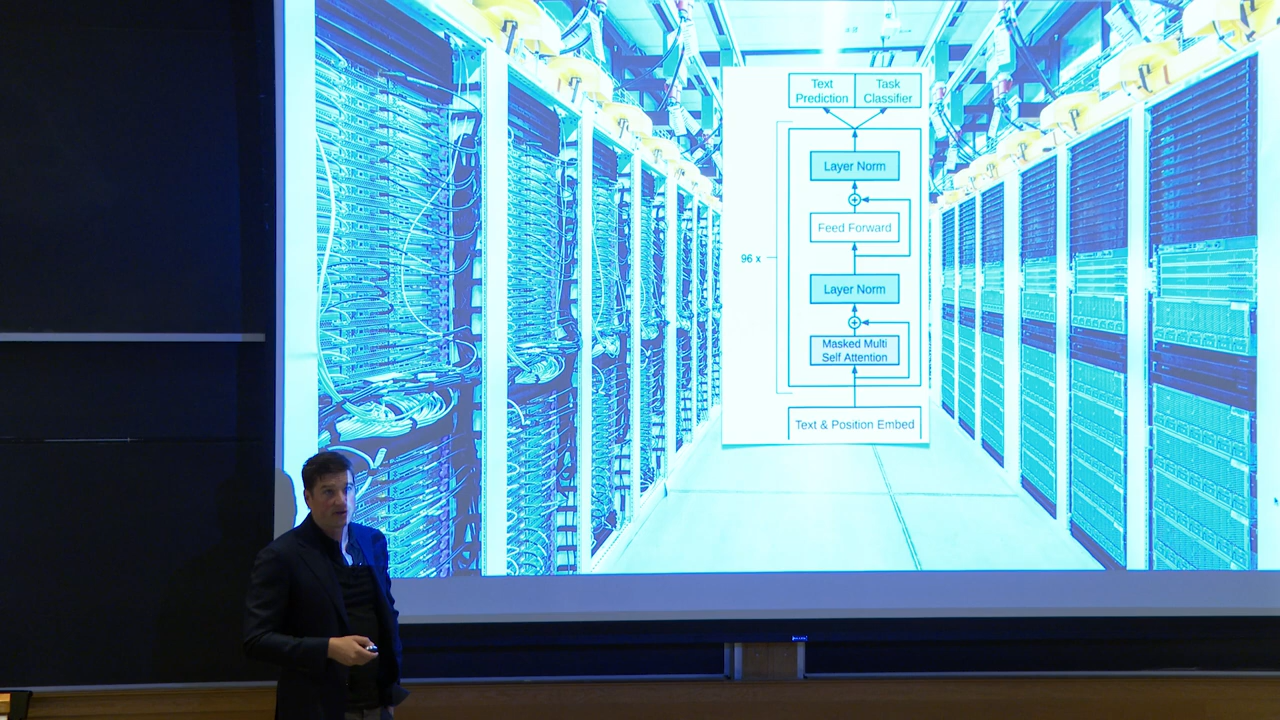 Text
Prediction
Task
Classifier
Layer Norm
Feed Forward
96 x
Layer Norm
Masked Multi
Self Attention
Text & Position Embed